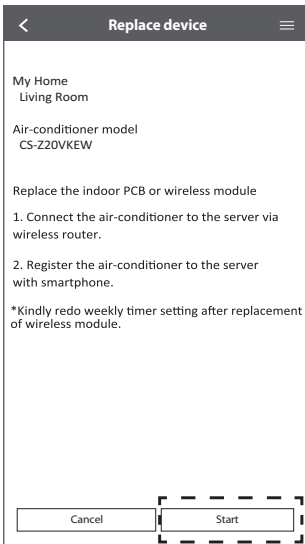 Replace device
My Home
Living Room
Air-conditioner model
CS-Z20VKEW
Replace the indoor PCB or wireless module
1. Connect the air-conditioner to the server via
wireless router.
2. Register the air-conditioner to the server
with smartphone.
*Kindly redo weekly timer setting after replacement
of wireless module.
Cancel
Start